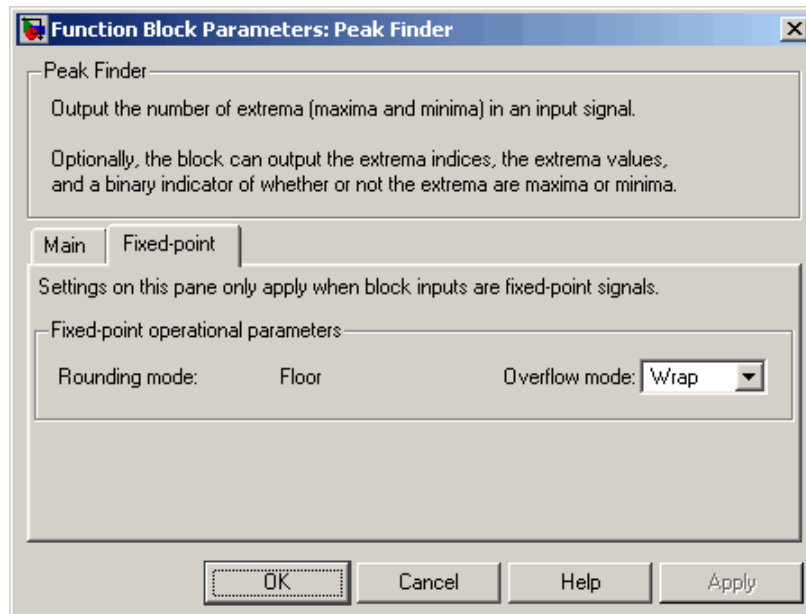 Function Block Parameters: Peak Finder
Peak Finder
Output the number of extrema (maxima and minima) in an input signal.
Optionally, the block can output the extrema indices, the extrema values,
and a binary indicator of whether or not the extrema are maxima or minima.
Main Fixed-point
Settings on this pane only apply when block inputs are fixed-point signals.
Fixed-point operational parameters
Rounding mode: Floor Overflow mode: Wrap
OK Cancel Help Apply